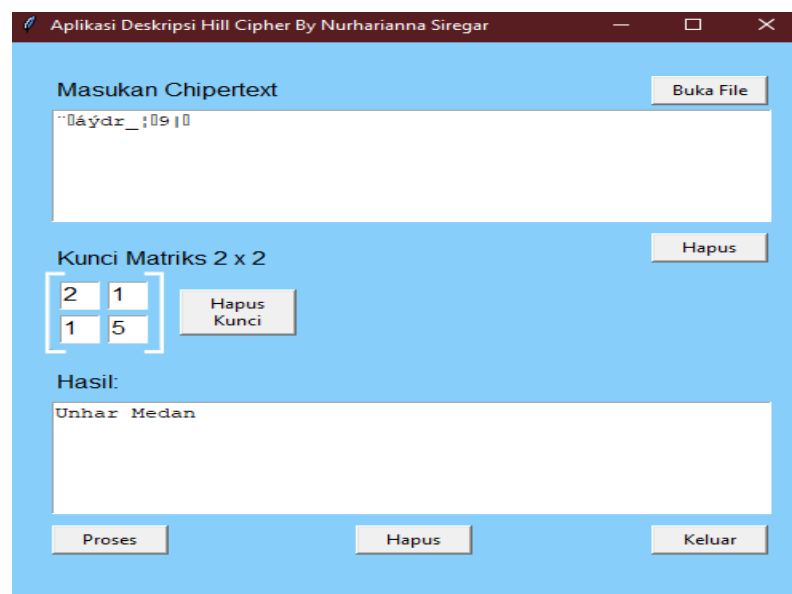 Aplikasi Deskripsi Hill Cipher By Nurharianna Siregar
Masukan Chipertext
Buka File
¨▯áýdr_¦▯9|▯
Hapus
Kunci Matriks 2 x 2
2 1
1 5
Hapus
Kunci
Hasil:
Unhar Medan
Proses
Hapus
Keluar